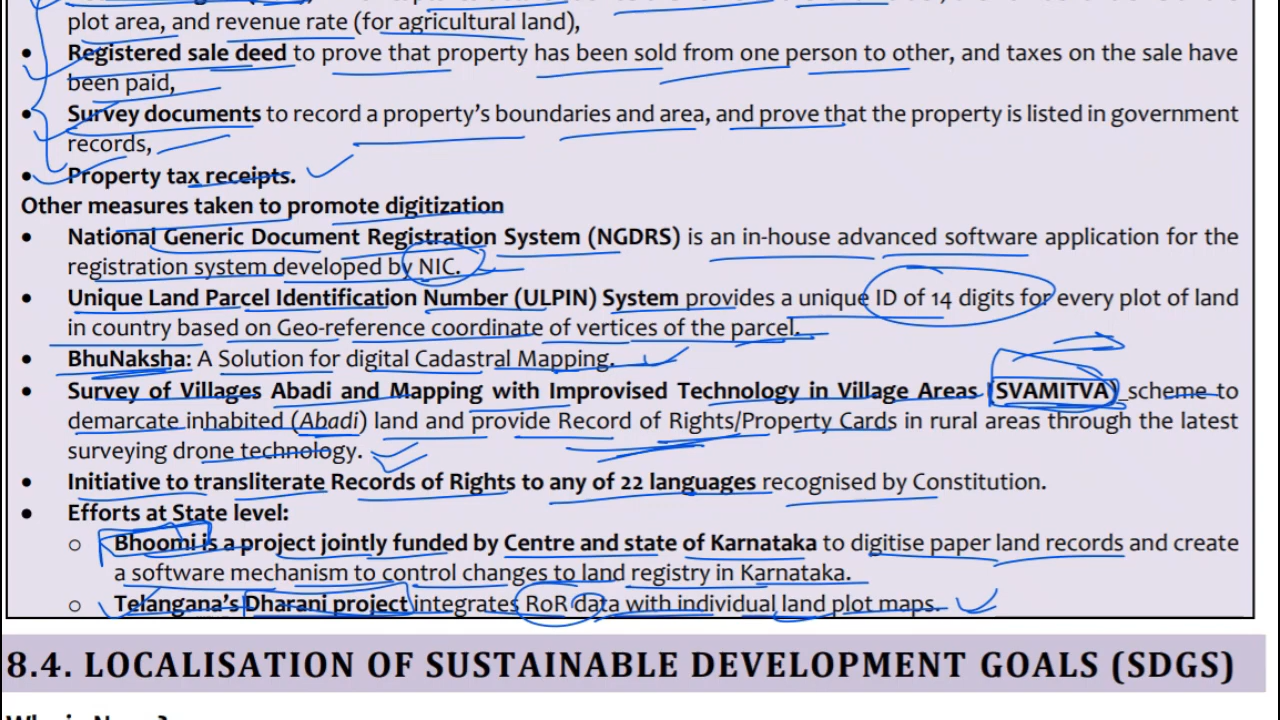 plot area, and revenue rate (for agricultural land),
• Registered sale deed to prove that property has been sold from one person to other, and taxes on the sale have
been paid,
• Survey documents to record a property's boundaries and area, and prove that the property is listed in government
records,
• Property tax receipts.
Other measures taken to promote digitization
• National Generic Document Registration System (NGDRS) is an in-house advanced software application for the
registration system developed by NIC.
• Unique Land Parcel Identification Number (ULPIN) System provides a unique ID of 14 digits for every plot of land
in country based on Geo-reference coordinate of vertices of the parcel.
• BhuNaksha: A Solution for digital Cadastral Mapping.
• Survey of Villages Abadi and Mapping with Improvised Technology in Village Areas (SVAMITVA) scheme to
demarcate inhabited (Abadi) land and provide Record of Rights/Property Cards in rural areas through the latest
surveying drone technology.
• Initiative to transliterate Records of Rights to any of 22 languages recognised by Constitution.
• Efforts at State level:
o Bhoomi is a project jointly funded by Centre and state of Karnataka to digitise paper land records and create
a software mechanism to control changes to land registry in Karnataka.
o Telangana's Dharani project integrates RoR data with individual land plot maps.
8.4. LOCALISATION OF SUSTAINABLE DEVELOPMENT GOALS (SDGS)